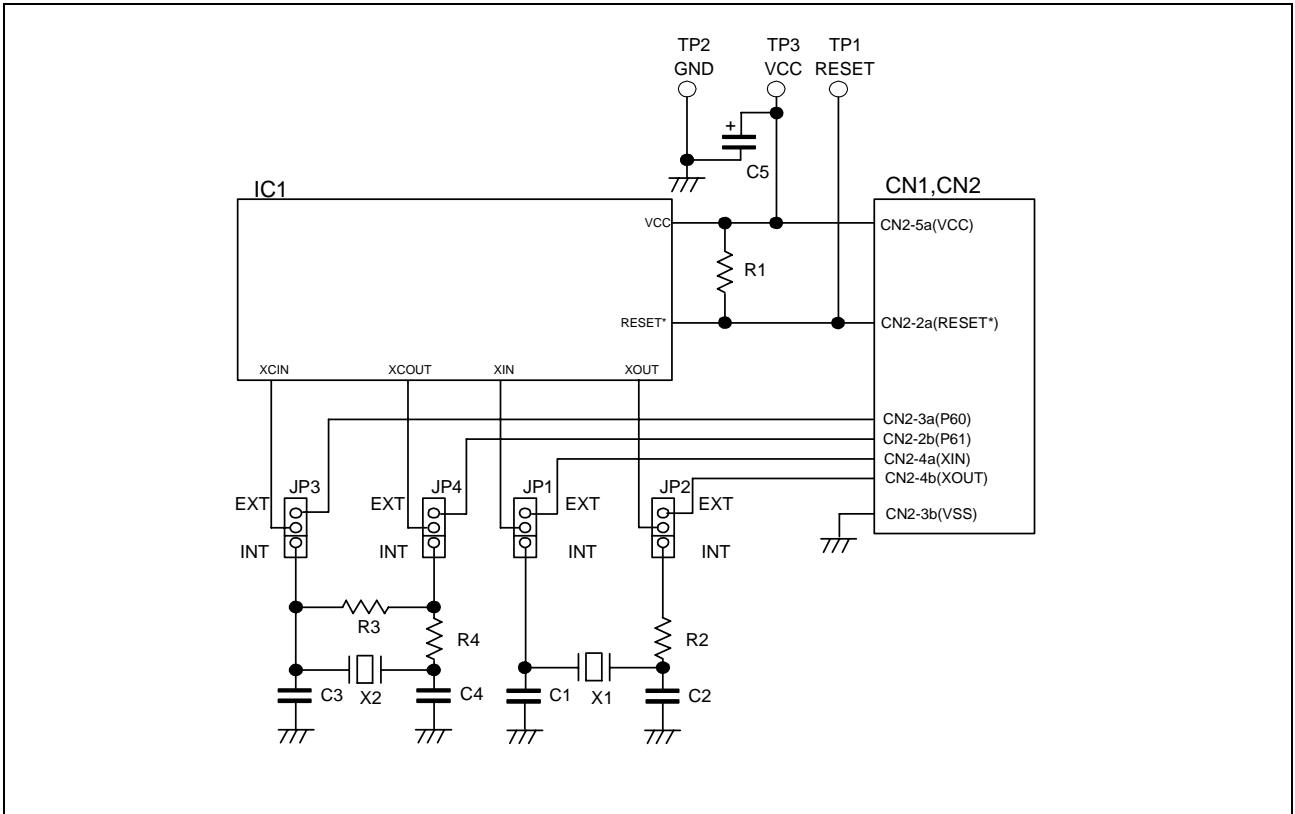 TP2 TP3 TP1
GND VCC RESET
+
C5
IC1
CN1,CN2
VCC
CN2-5a(VCC)
R1
RESET*
CN2-2a(RESET*)
XCIN XCOUT XIN XOUT
CN2-3a(P60)
CN2-2b(P61)
CN2-4a(XIN)
CN2-4b(XOUT)
CN2-3b(VSS)
JP3 JP4 JP1 JP2
EXT EXT EXT EXT
INT INT INT INT
R3
R4 R2
C3 X2 C4 C1 X1 C2